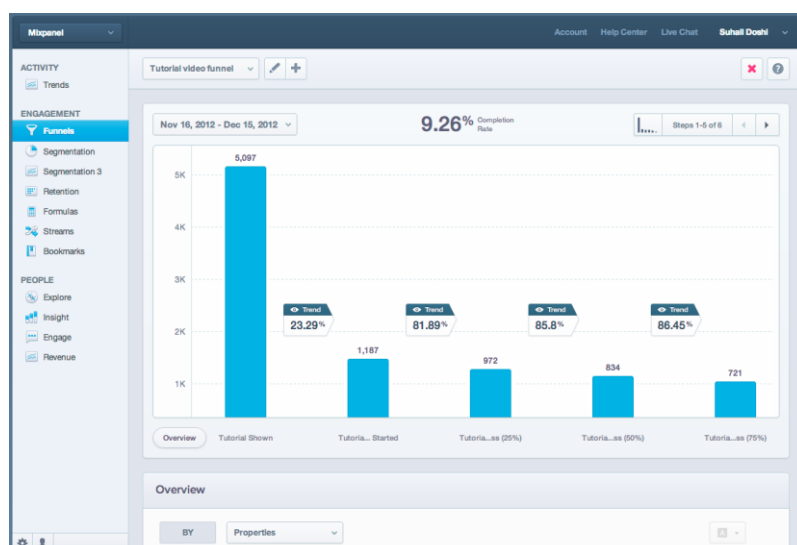 Mixpanel
Account Help Center Live Chat Suhail Doshi
ACTIVITY
Trends
ENGAGEMENT
Funnels
Segmentation
Segmentation 3
Retention
Formulas
Streams
Bookmarks
PEOPLE
Explore
Insight
Engage
Revenue
Tutorial video funnel
Nov 16, 2012 - Dec 15, 2012
9.26% Completion Rate
Steps 1-5 of 6
5K
4K
3K
2K
1K
5,097
1,187
972
834
721
Trend
23.29%
Trend
81.89%
Trend
85.8%
Trend
86.45%
Overview Tutorial Shown Tutoria... Started Tutoria...ss (25%) Tutoria...ss (50%) Tutoria...ss (75%)
Overview
BY Properties